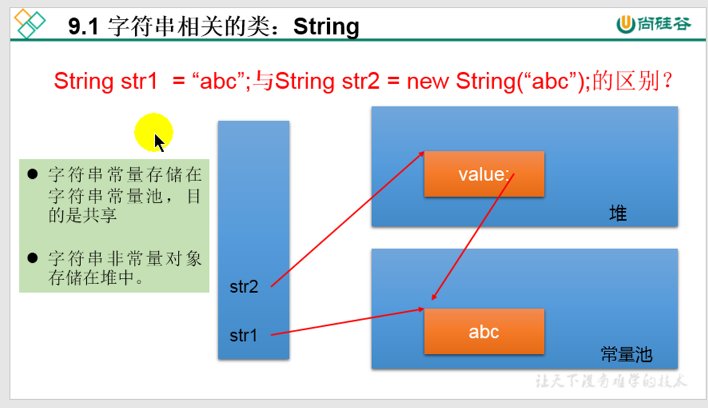 9.1 字符串相关的类：String
尚硅谷
String str1  = “abc”;与String str2 = new String(“abc”);的区别？
● 字符串常量存储在
字符串常量池，目
的是共享
● 字符串非常量对象
存储在堆中。
str2
str1
value:
堆
abc
常量池
让天下没有难学的技术